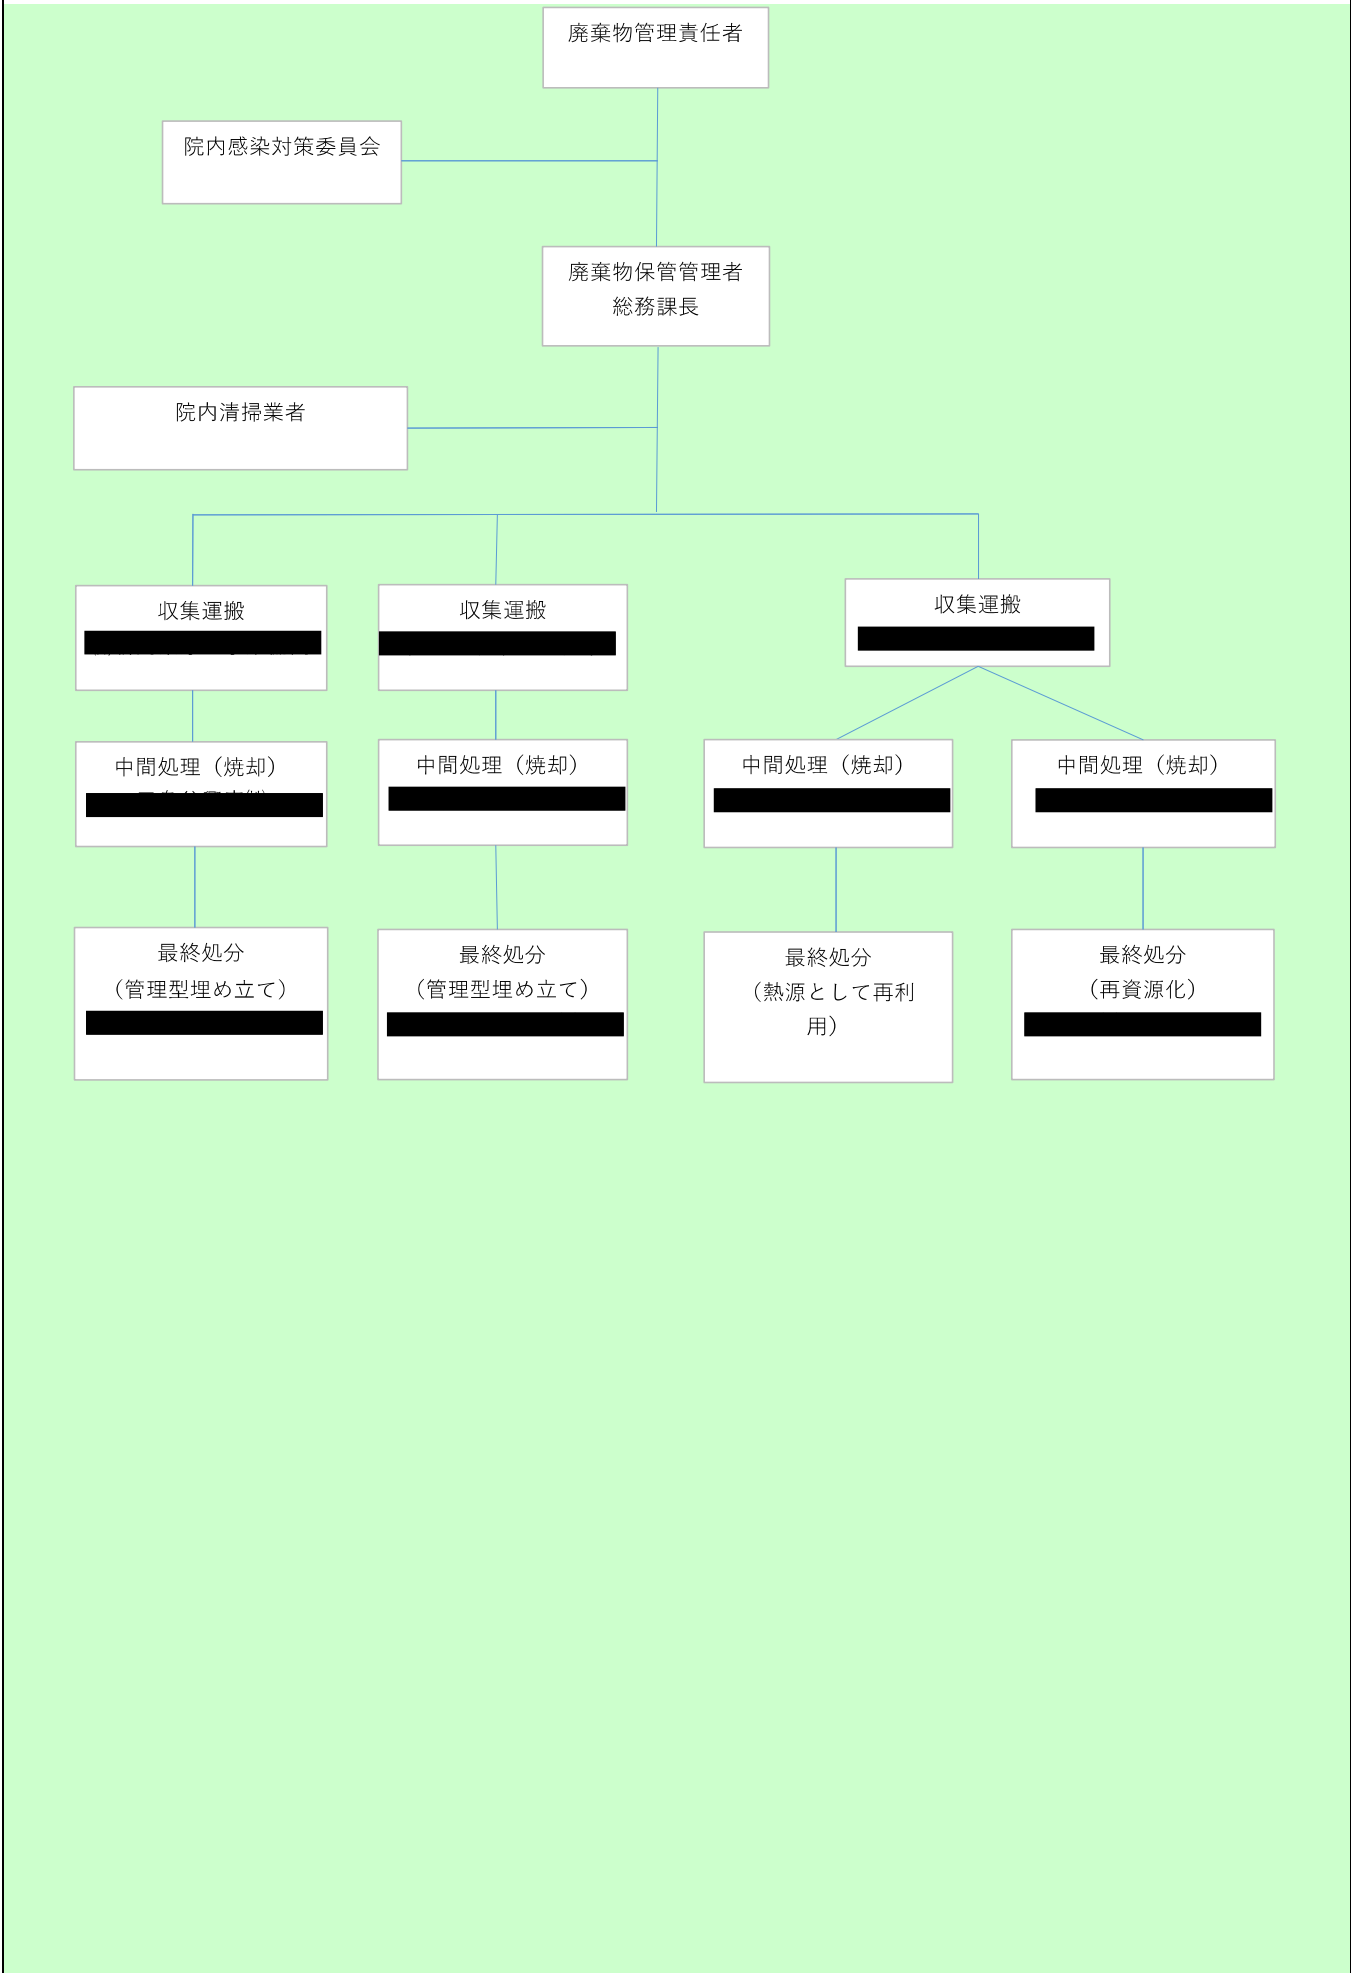 廃棄物管理責任者
院内感染対策委員会
廃棄物保管管理者
総務課長
院内清掃業者
収集運搬
収集運搬
収集運搬
中間処理（焼却）
中間処理（焼却）
中間処理（焼却）
中間処理（焼却）
最終処分
（管理型埋め立て）
最終処分
（管理型埋め立て）
最終処分
（熱源として再利
用）
最終処分
（再資源化）